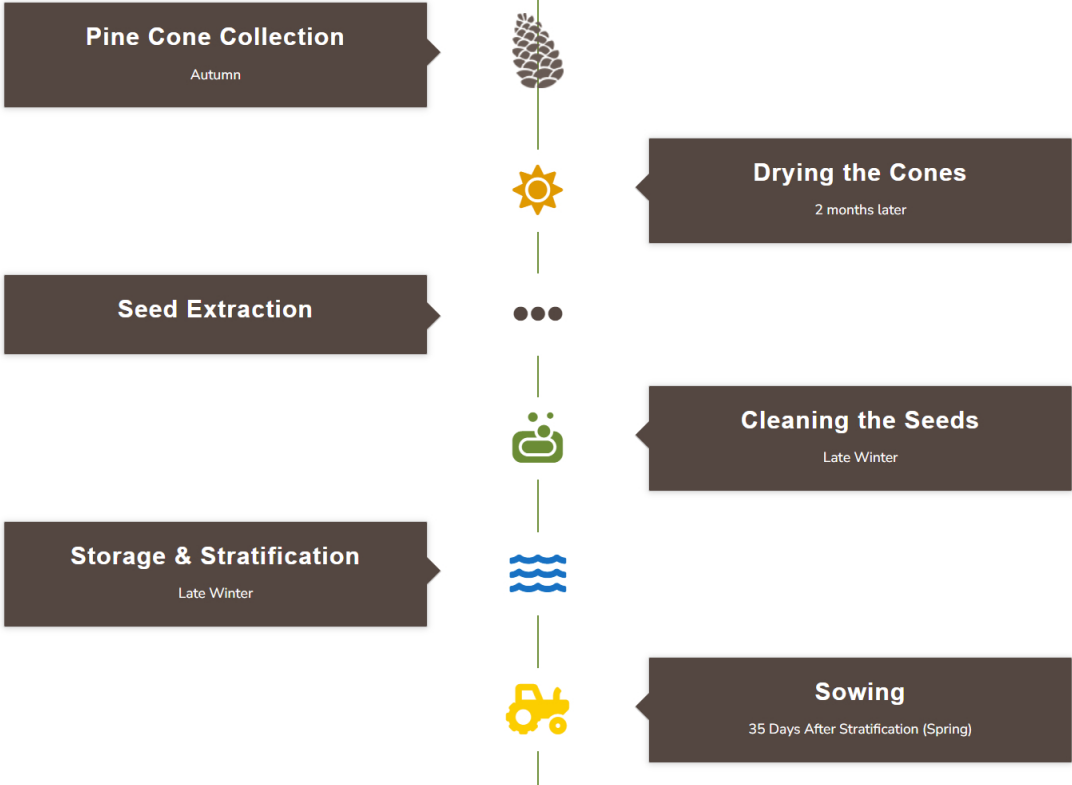 Pine Cone Collection
Autumn
Drying the Cones
2 months later
Seed Extraction
Cleaning the Seeds
Late Winter
Storage & Stratification
Late Winter
Sowing
35 Days After Stratification (Spring)